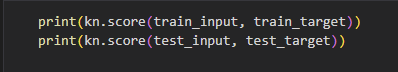 print(kn.score(train_input, train_target))
print(kn.score(test_input, test_target))